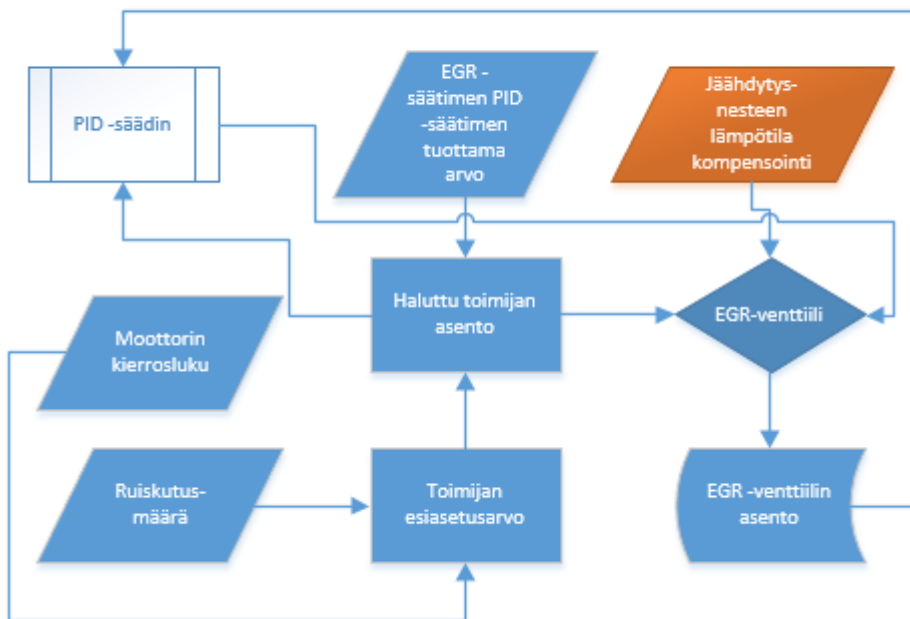 PID -säädin
EGR -
säätimen PID
-säätimen
tuottama
arvo
Jäähdytys-
nesteen
lämpötila
kompensointi
Haluttu toimijan
asento
EGR-venttiili
Moottorin
kierrosluku
Ruiskutus-
määrä
Toimijan
esiasetusarvo
EGR -venttiilin
asento